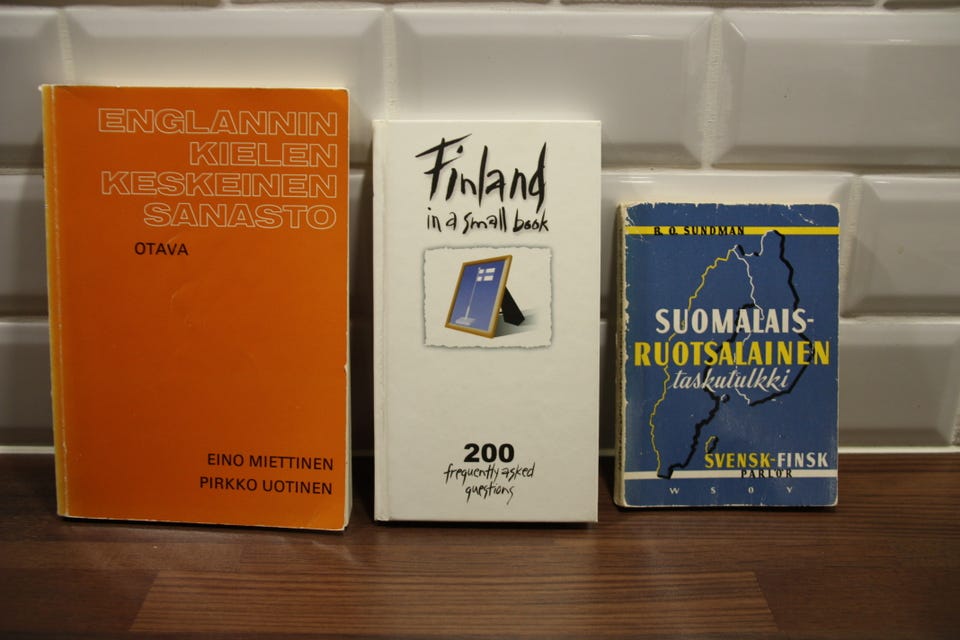 ENGLANNIN
KIELEN
KESKEINEN
SANASTO
OTAVA
EINO MIETTINEN
PIRKKO UOTINEN
Finland
in a small book
200
frequently asked
questions
R. O. SUNDMAN
SUOMALAIS-
RUOTSALAINEN
taskutulkki
SVENSK-FINSK
PARLÖR
WSOY